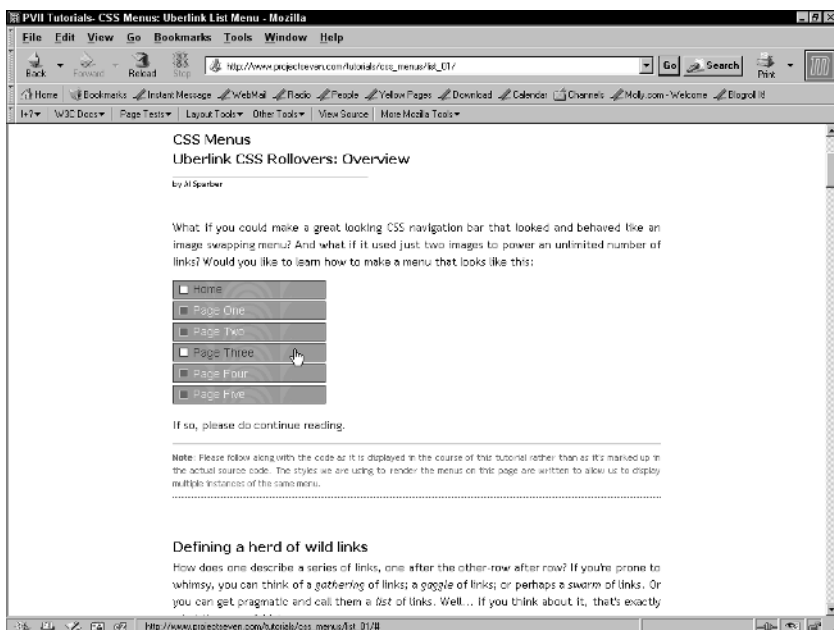 PVII Tutorials- CSS Menus: Uberlink List Menu - Mozilla
File Edit View Go Bookmarks Tools Window Help
Back Forward Reload Stop http://www.projectseven.com/tutorials/css_menus/list_01/ Go Search Print
Home Bookmarks Instant Message WebMail Radio People Yellow Pages Download Calendar Channels Molly.com - Welcome Blogroll It!
I+? W3C Docs Page Tests Layout Tools Other Tools View Source More Mozilla Tools
CSS Menus
Uberlink CSS Rollovers: Overview
by Al Sparber
What if you could make a great looking CSS navigation bar that looked and behaved like an
image swapping menu? And what if it used just two images to power an unlimited number of
links? Would you like to learn how to make a menu that looks like this:
Home
Page One
Page Two
Page Three
Page Four
Page Five
If so, please do continue reading.
Note: Please follow along with the code as it is displayed in the course of this tutorial rather than as it's marked up in
the actual source code. The styles we are using to render the menus on this page are written to allow us to display
multiple instances of the same menu.
Defining a herd of wild links
How does one describe a series of links, one after the other-row after row? If you're prone to
whimsy, you can think of a gathering of links; a gaggle of links; or perhaps a swarm of links. Or
you can get pragmatic and call them a list of links. Well... If you think about it, that's exactly
http://www.projectseven.com/tutorials/css_menus/list_01/#